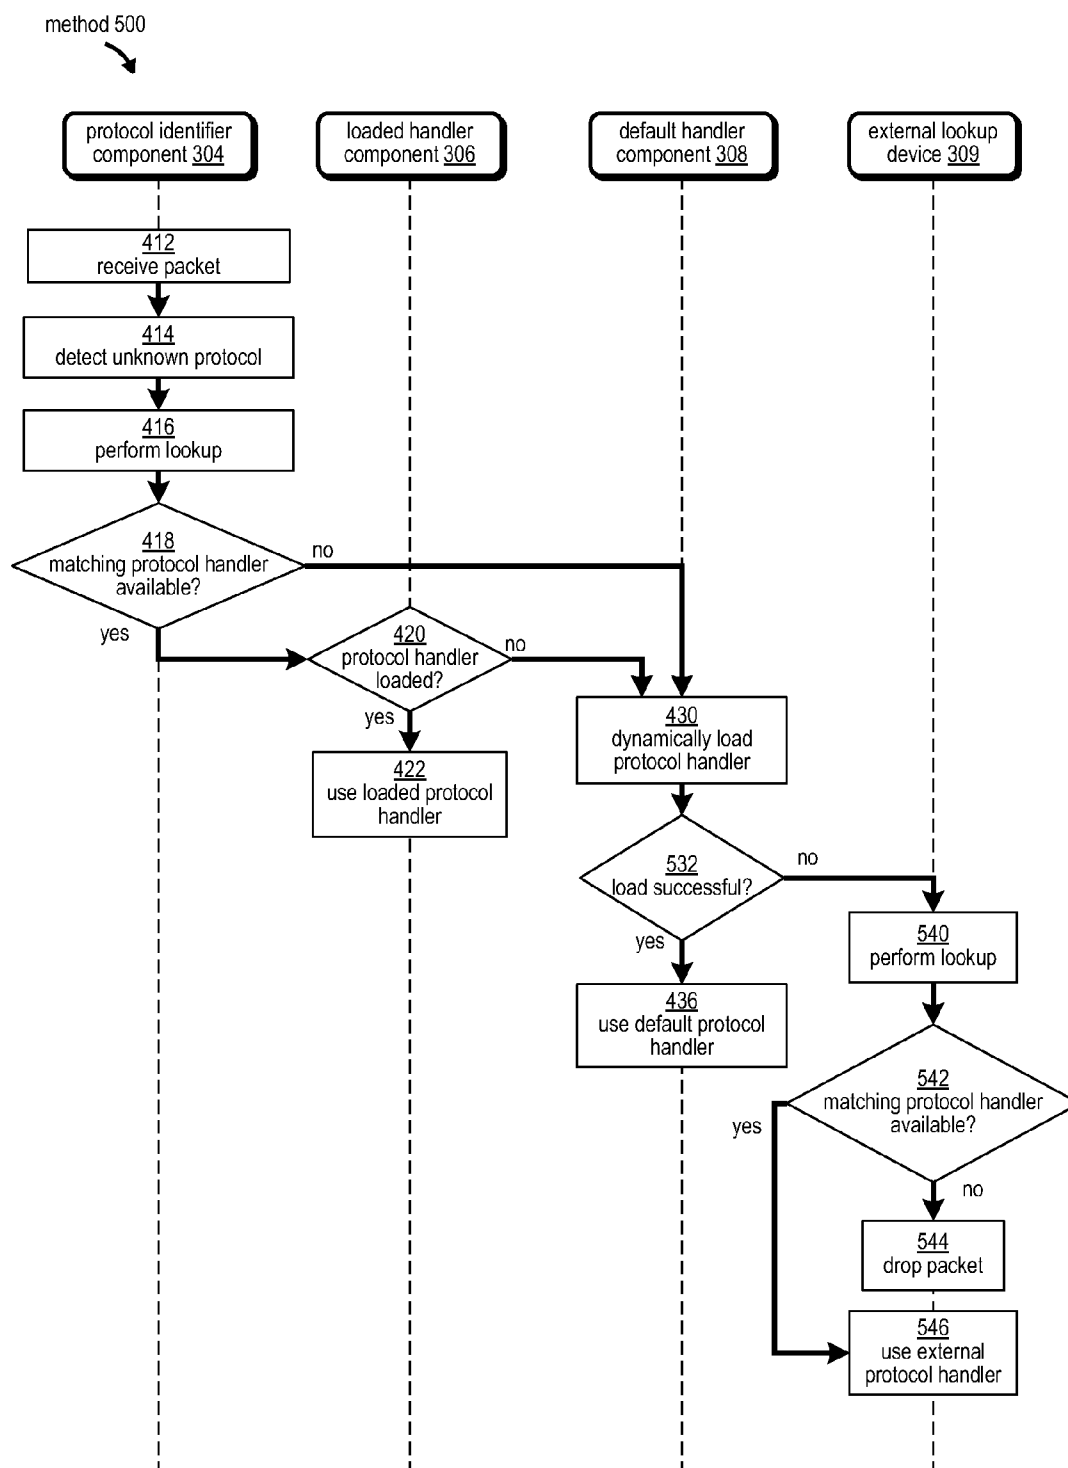 method 500
protocol identifier
component 304
loaded handler
component 306
default handler
component 308
external lookup
device 309
412
receive packet
414
detect unknown protocol
416
perform lookup
418
matching protocol handler
available?
no
yes
420
protocol handler
loaded?
no
yes
422
use loaded protocol
handler
430
dynamically load
protocol handler
532
load successful?
no
yes
436
use default protocol
handler
540
perform lookup
542
matching protocol handler
available?
yes
no
544
drop packet
546
use external
protocol handler